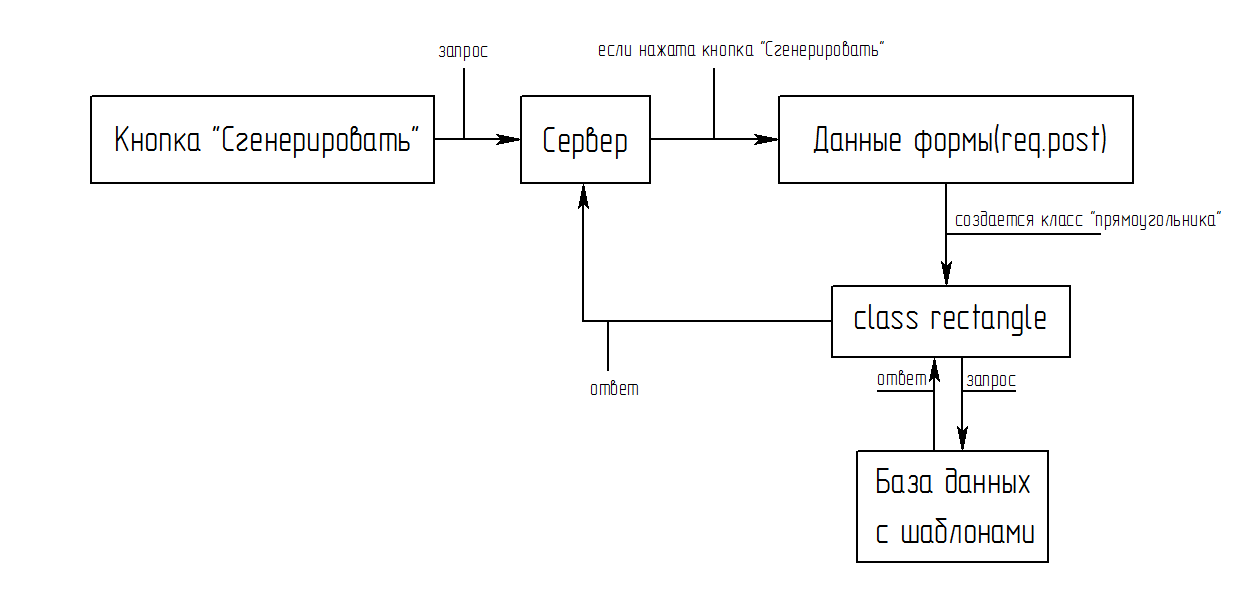 запрос
если нажата кнопка "Сгенерировать"
Кнопка "Сгенерировать"
Сервер
Данные формы(req.post)
создается класс "прямоугольника"
class rectangle
ответ
запрос
ответ
База данных
с шаблонами